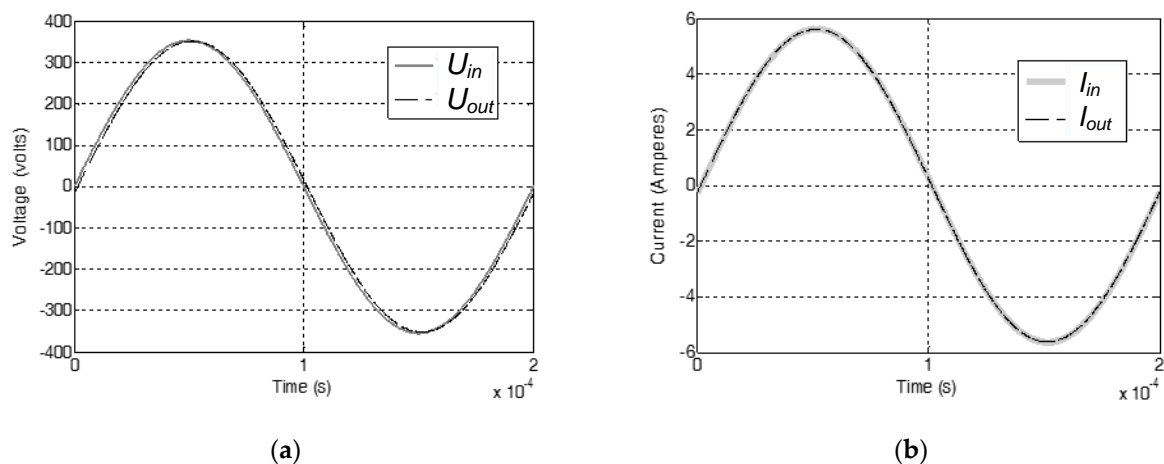 400
300
200
100
0
-100
-200
-300
-400
Voltage (volts)
U_in
U_out
0
1
2
Time (s)
x 10^-4
(a)
6
4
2
0
-2
-4
-6
Current (Amperes)
I_in
I_out
0
1
2
Time (s)
x 10^-4
(b)